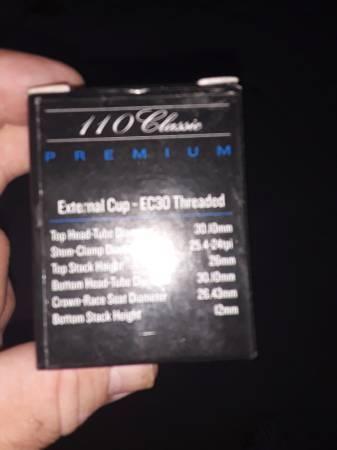 110 Classic
PREMIUM
External Cup - EC30 Threaded
Top Head-Tube 30.10mm
Stem-Clamp 25.4-24tpi
Top Stack Height 26mm
Bottom Head-Tube 30.10mm
Crown-Race Seat Diameter 26.43mm
Bottom Stack Height 12mm